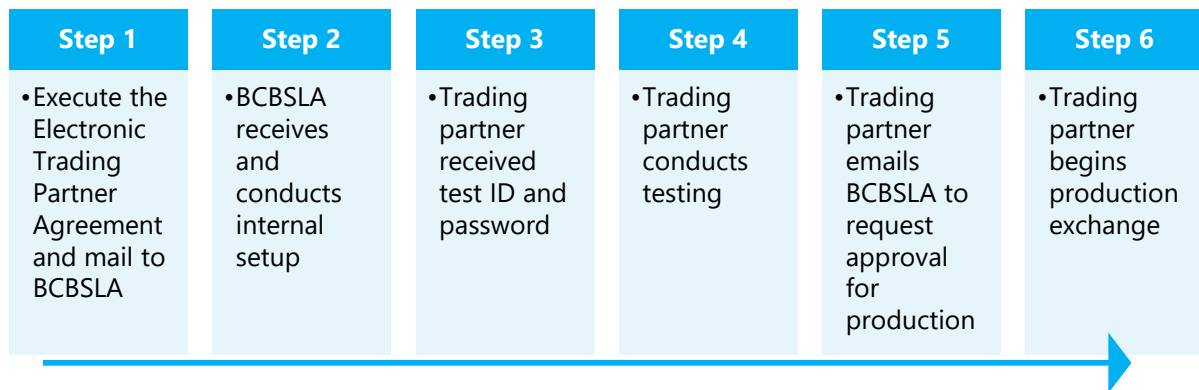 Step 1
•Execute the
Electronic
Trading
Partner
Agreement
and mail to
BCBSLA
Step 2
•BCBSLA
receives
and
conducts
internal
setup
Step 3
•Trading
partner
received
test ID and
password
Step 4
•Trading
partner
conducts
testing
Step 5
•Trading
partner
emails
BCBSLA to
request
approval
for
production
Step 6
•Trading
partner
begins
production
exchange